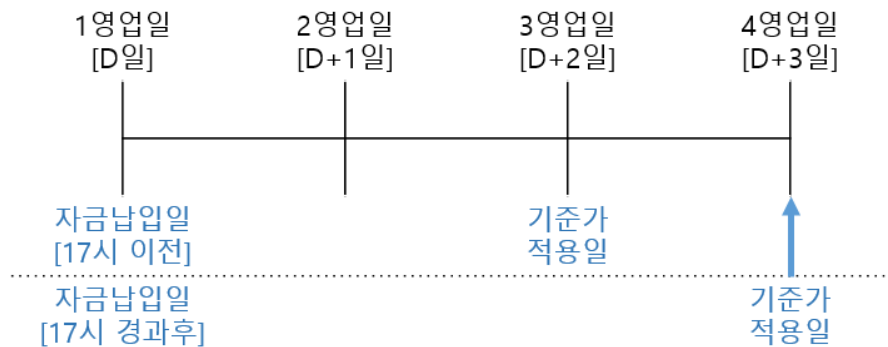 1영업일
[D일]
2영업일
[D+1일]
3영업일
[D+2일]
4영업일
[D+3일]
자금납입일
[17시 이전]
기준가
적용일
자금납입일
[17시 경과후]
기준가
적용일